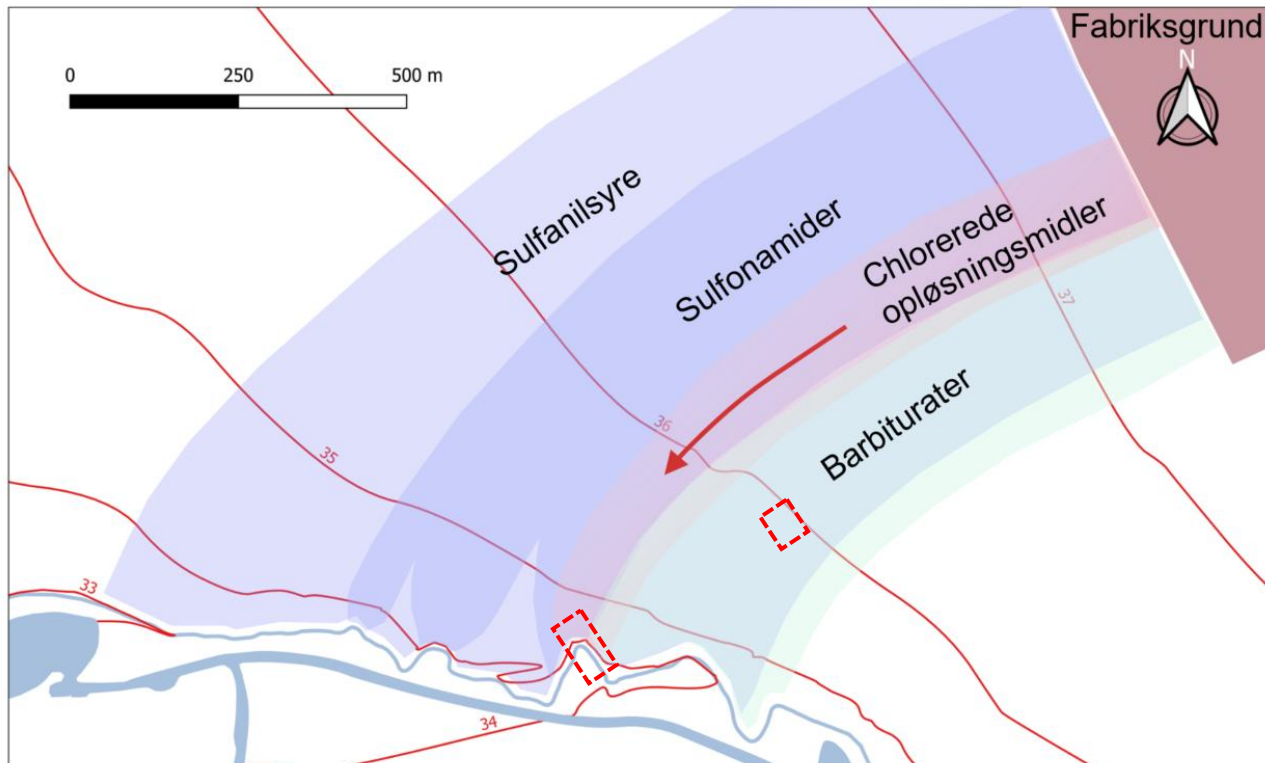 Fabriksgrund
N
0 250 500 m
Sulfanilsyre
Sulfonamider
Chlorerede
opløsningsmidler
Barbiturater
37
36
35
33
34